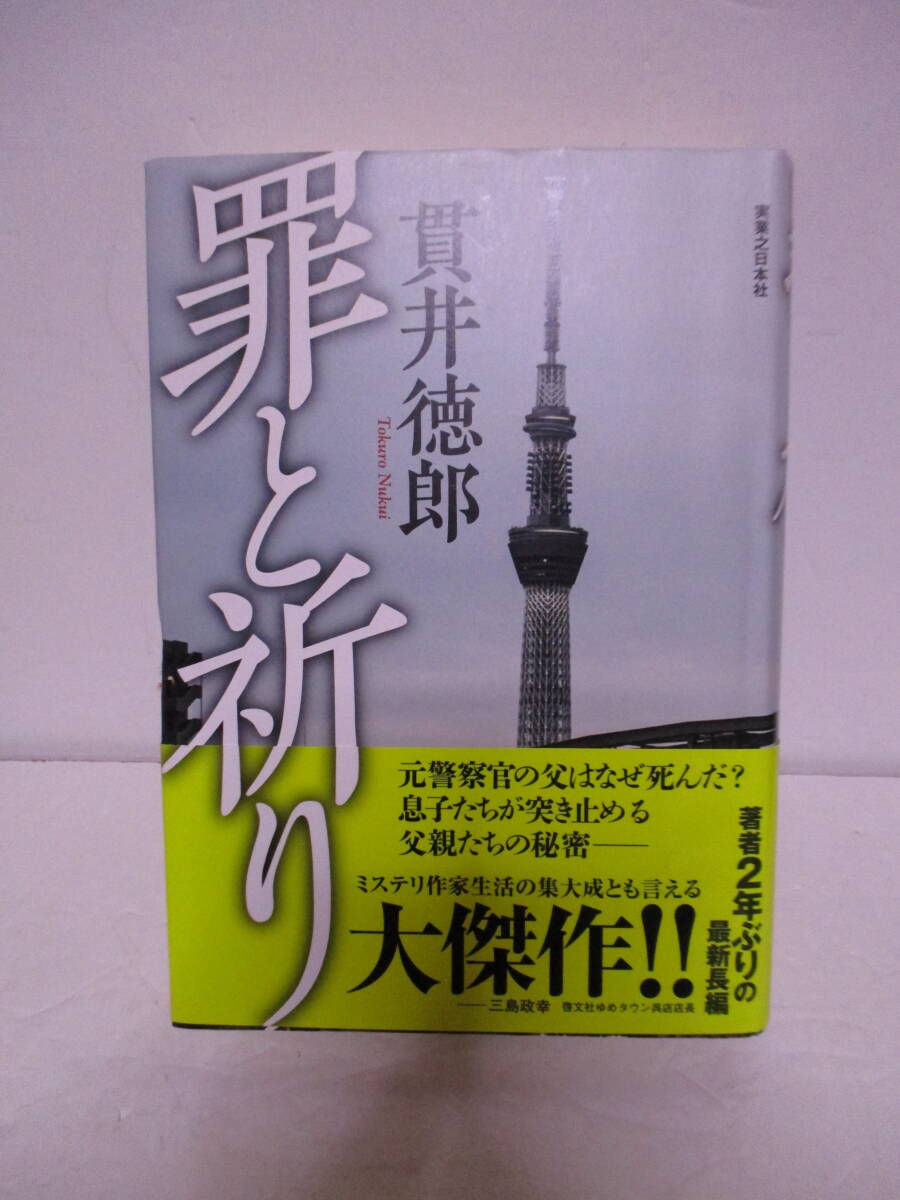 実業之日本社
貫井徳郎
Tokuro Nukui
罪と祈り
著者2年ぶりの
最新長編
元警察官の父はなぜ死んだ?
息子たちが突き止める
父親たちの秘密——
ミステリ作家生活の集大成とも言える
大傑作!!
——三島政幸 啓文社ゆめタウン呉店店長